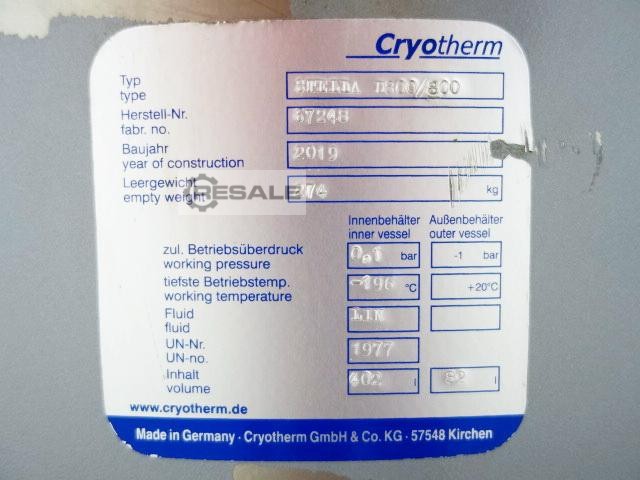 Cryotherm
Typ
type
Herstell-Nr. 67248
fabr. no.
Baujahr 2019
year of construction
Leergewicht 274 kg
empty weight
RESALE
Innenbehälter Außenbehälter
inner vessel outer vessel
zul. Betriebsüberdruck 0,1 bar -1 bar
working pressure
tiefste Betriebstemp. -196 °C +20°C
working temperature
Fluid LIN
fluid
UN-Nr. 1977
UN-no.
Inhalt 402 l l
volume
www.cryotherm.de
Made in Germany · Cryotherm GmbH & Co. KG · 57548 Kirchen